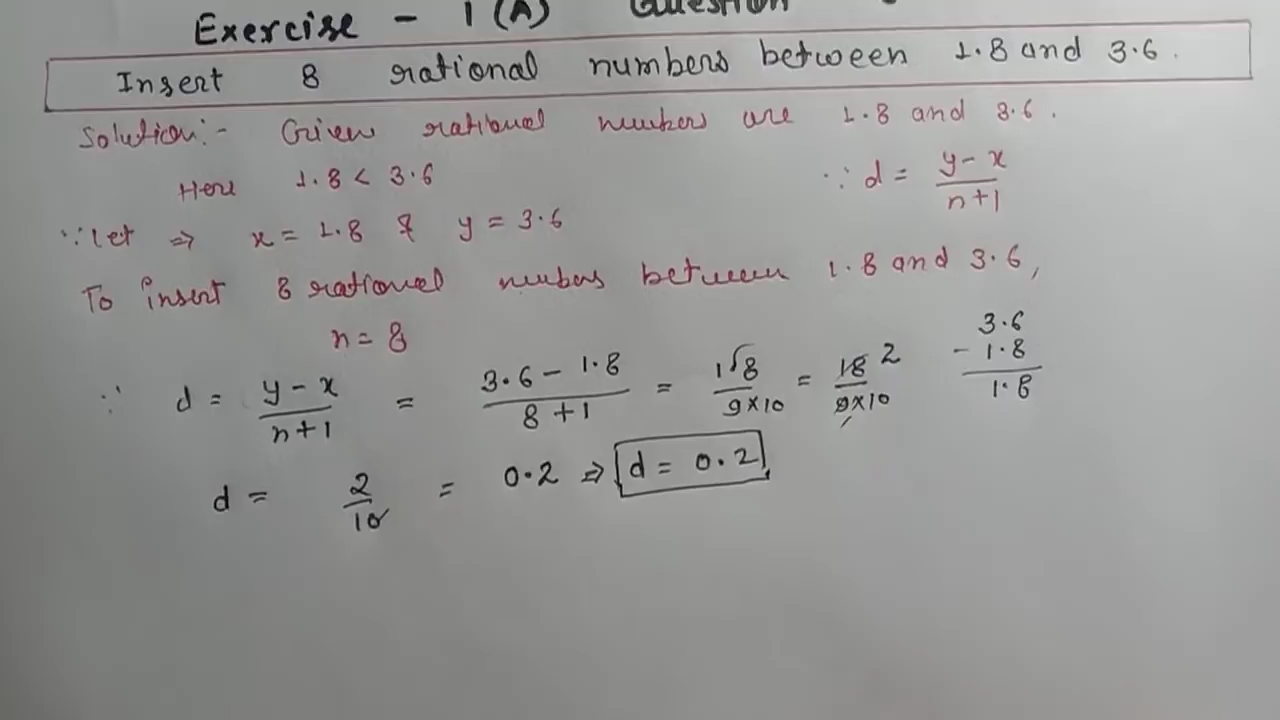 Exercise - 1 (A) Question
Insert 8 rational numbers between 1.8 and 3.6.
Solution:- Given rational numbers are 1.8 and 3.6.
Here 1.8 < 3.6
∵ d = y-x / n+1
∵ let ⇒ x = 1.8 & y = 3.6
To insert 8 rational numbers between 1.8 and 3.6,
n = 8
∵ d = y-x / n+1 = 3.6 - 1.8 / 8+1 = 1.8 / 9×10 = 18 2 / 9×10
3.6
- 1.8
1.8
d = 2 / 10 = 0.2 ⇒ d = 0.2